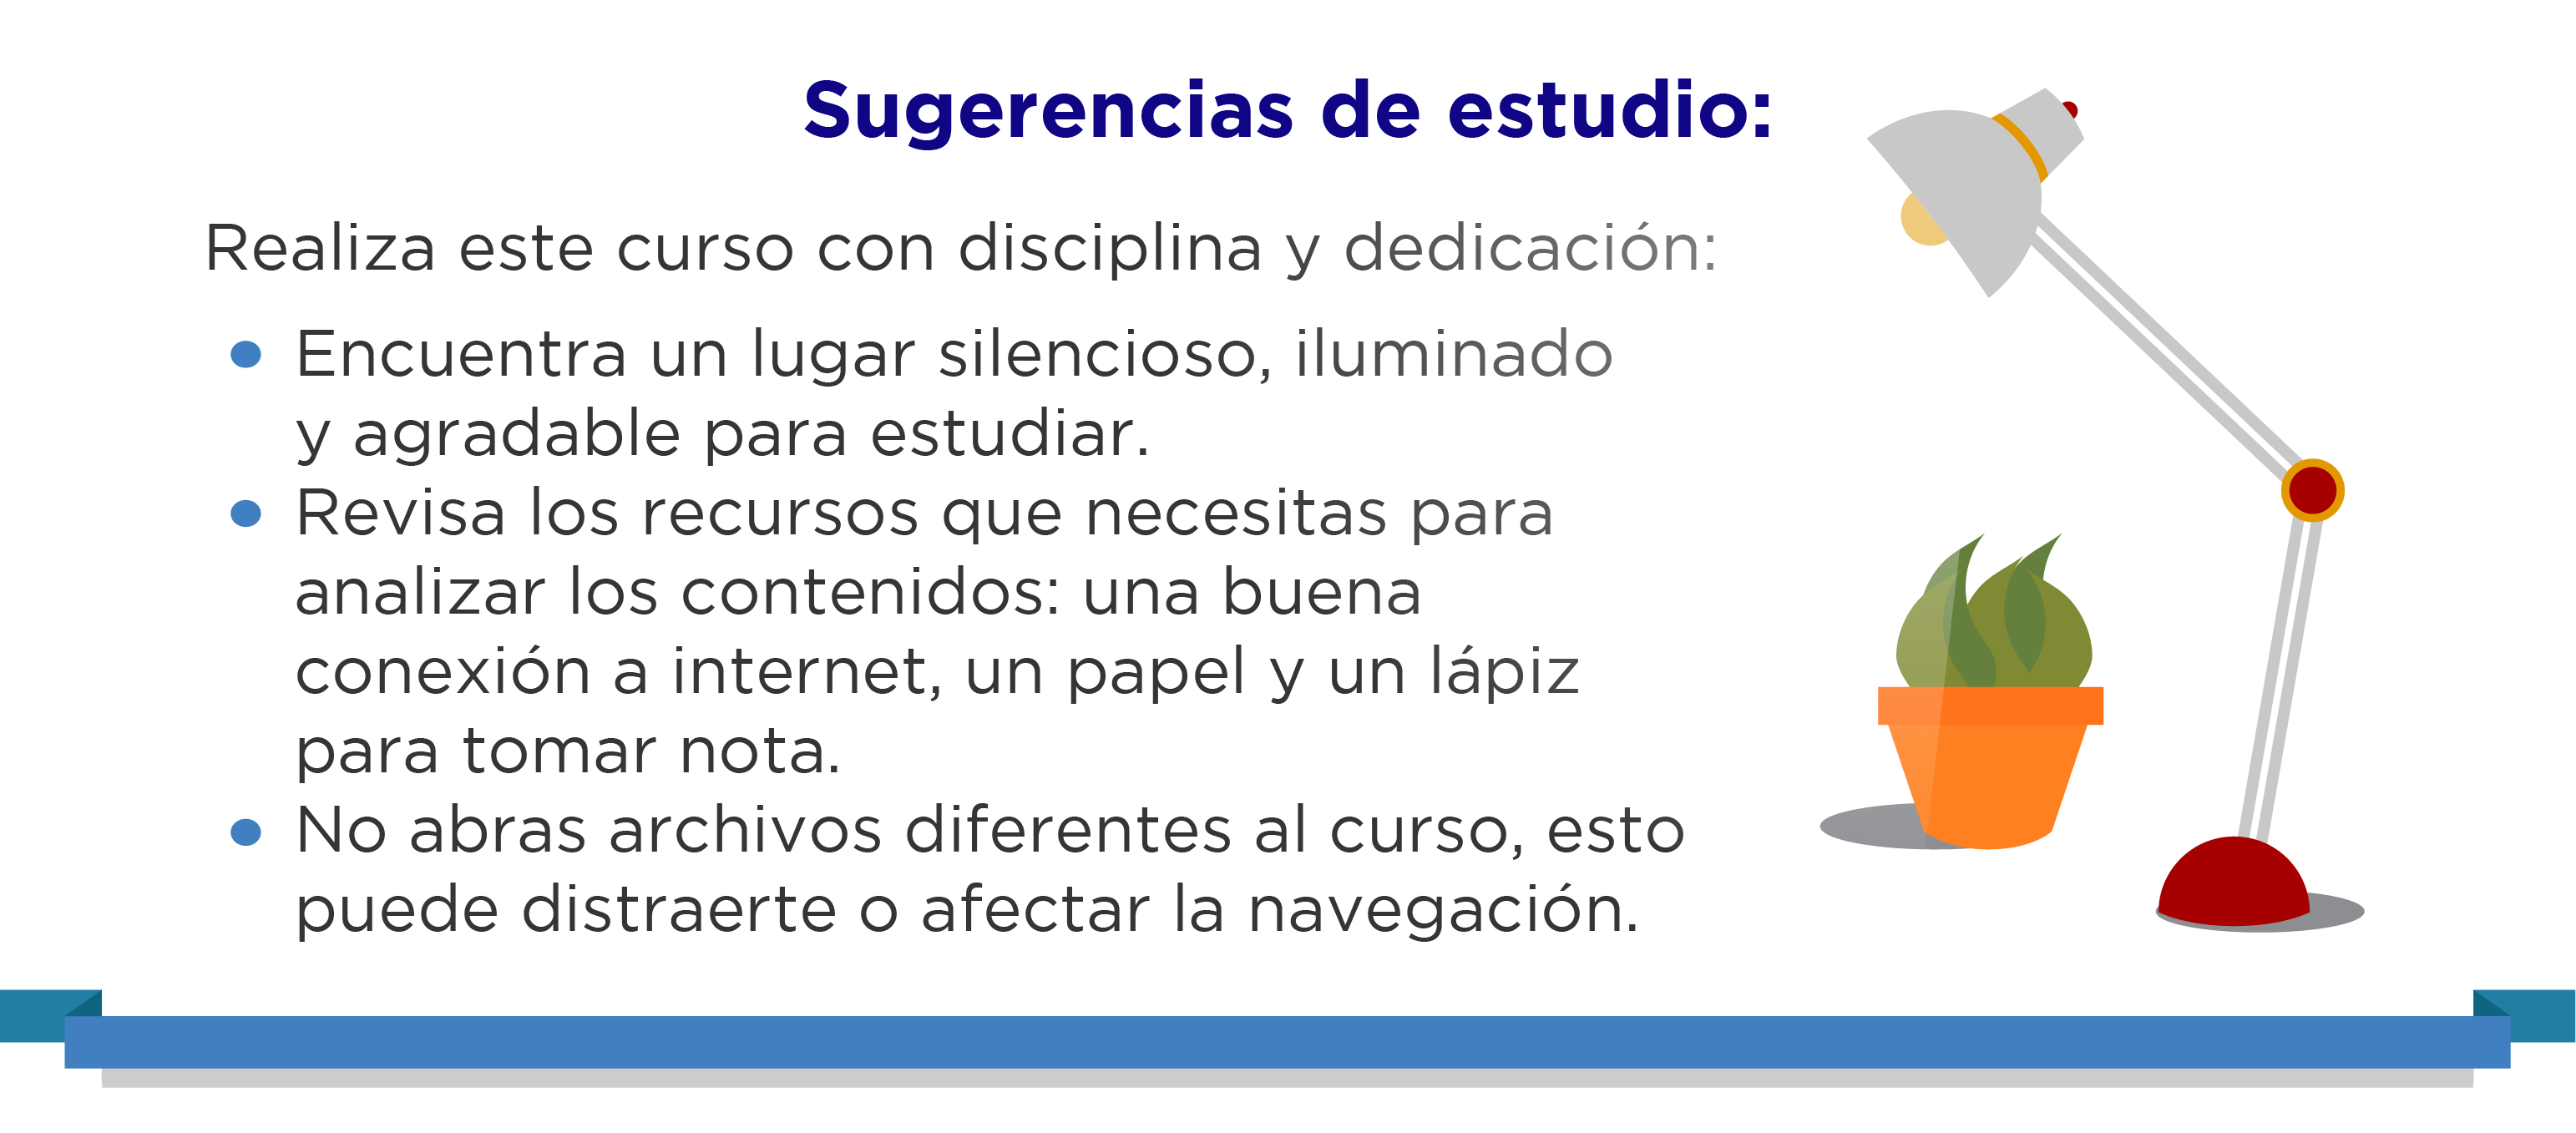 Sugerencias de estudio:
Realiza este curso con disciplina y dedicación:
• Encuentra un lugar silencioso, iluminado
y agradable para estudiar.
• Revisa los recursos que necesitas para
analizar los contenidos: una buena
conexión a internet, un papel y un lápiz
para tomar nota.
• No abras archivos diferentes al curso, esto
puede distraerte o afectar la navegación.